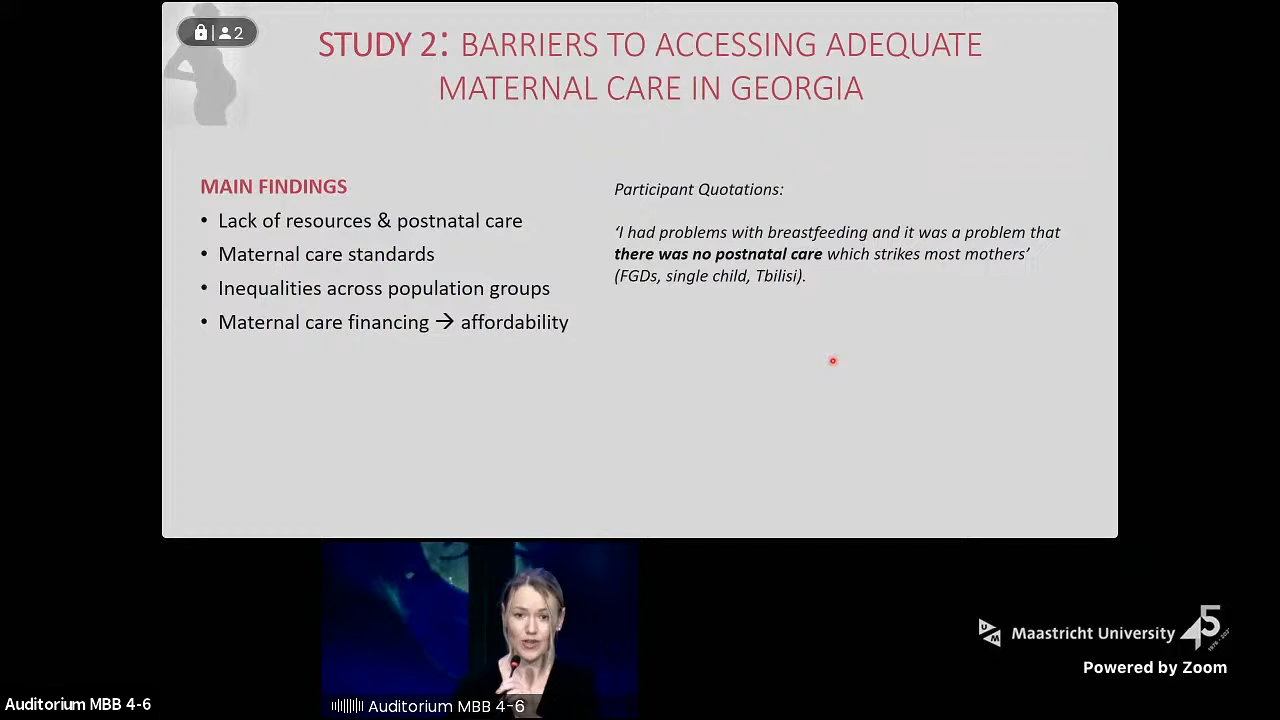 2
STUDY 2: BARRIERS TO ACCESSING ADEQUATE
MATERNAL CARE IN GEORGIA
MAIN FINDINGS
• Lack of resources & postnatal care
• Maternal care standards
• Inequalities across population groups
• Maternal care financing → affordability
Participant Quotations:
‘I had problems with breastfeeding and it was a problem that
there was no postnatal care which strikes most mothers’
(FGDs, single child, Tbilisi).
UM
Maastricht University
45
Powered by Zoom
Auditorium MBB 4-6
Auditorium MBB 4-6